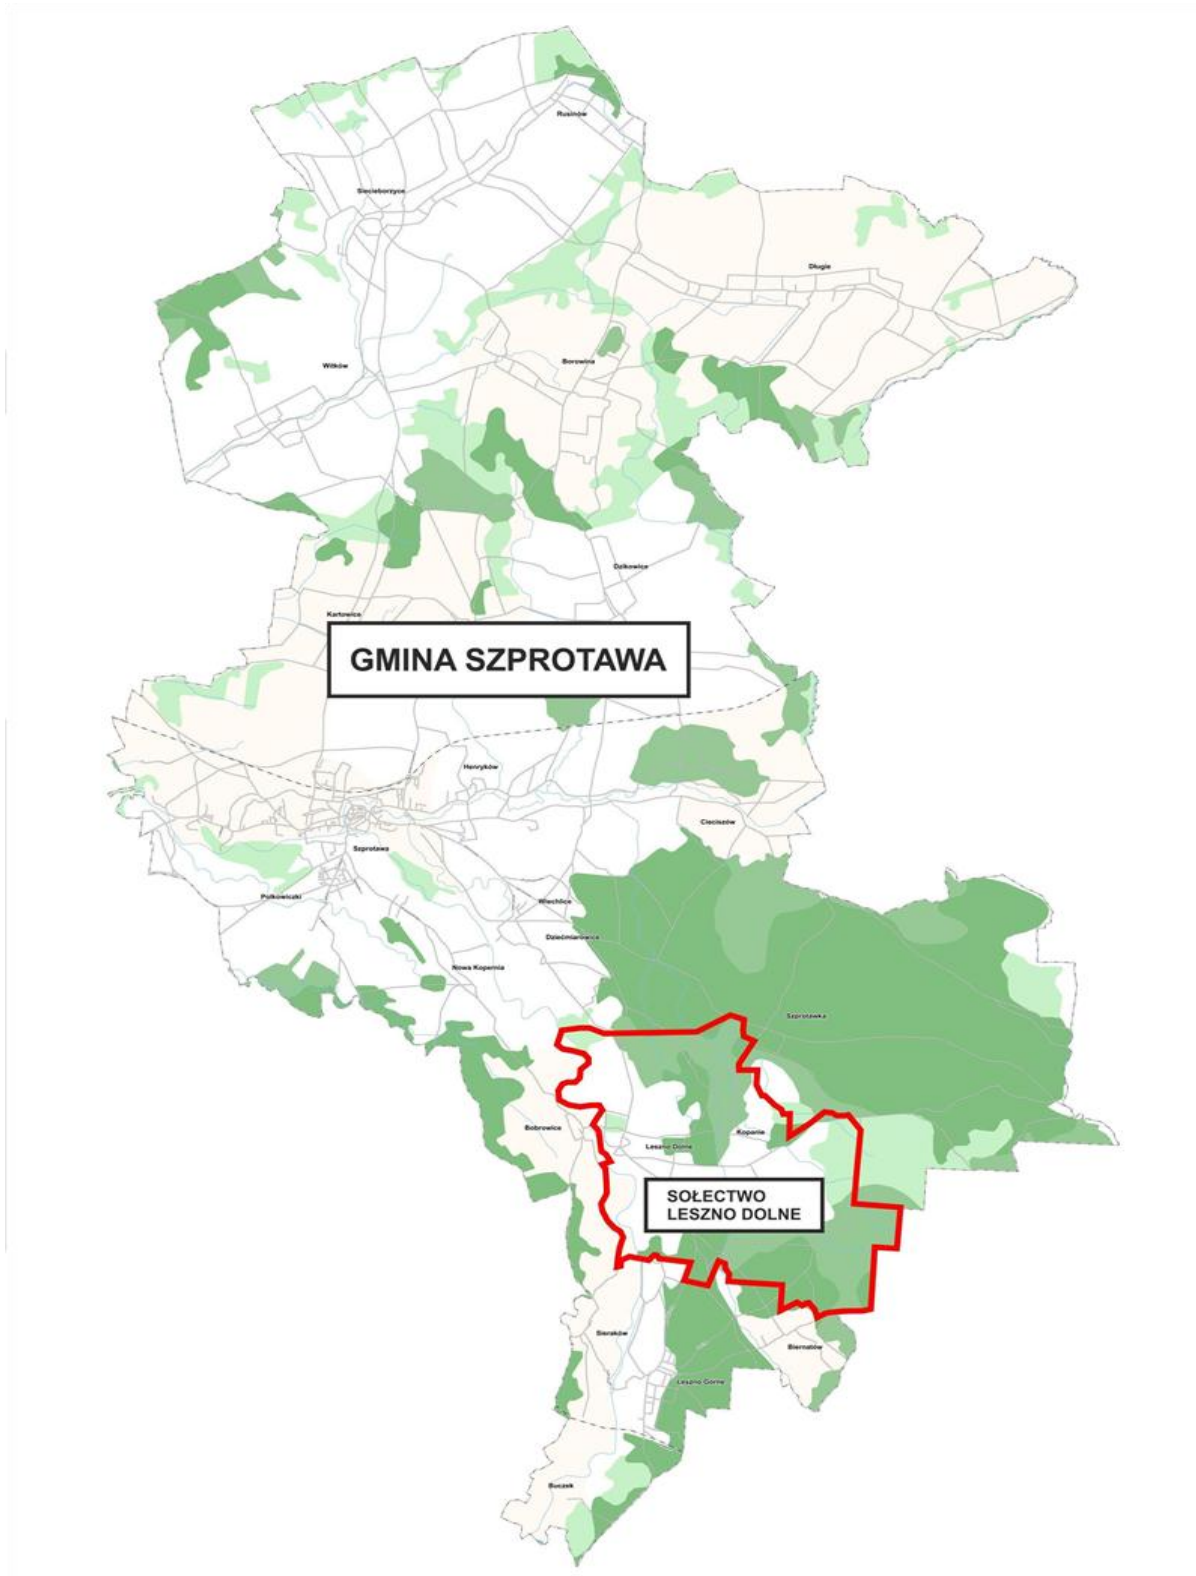 Rusinów
Siecieborzyce
Długie
Witków
Borowina
Dzikowice
Kartowice
GMINA SZPROTAWA
Henryków
Cieciszów
Szprotawa
Polkowiczki
Wiechlice
Dziećmiarowice
Nowa Kopernia
Szprotawka
Bobrowice
Kopanie
Leszno Dolne
SOŁECTWO
LESZNO DOLNE
Sieraków
Biernatów
Leszno Górne
Buczek